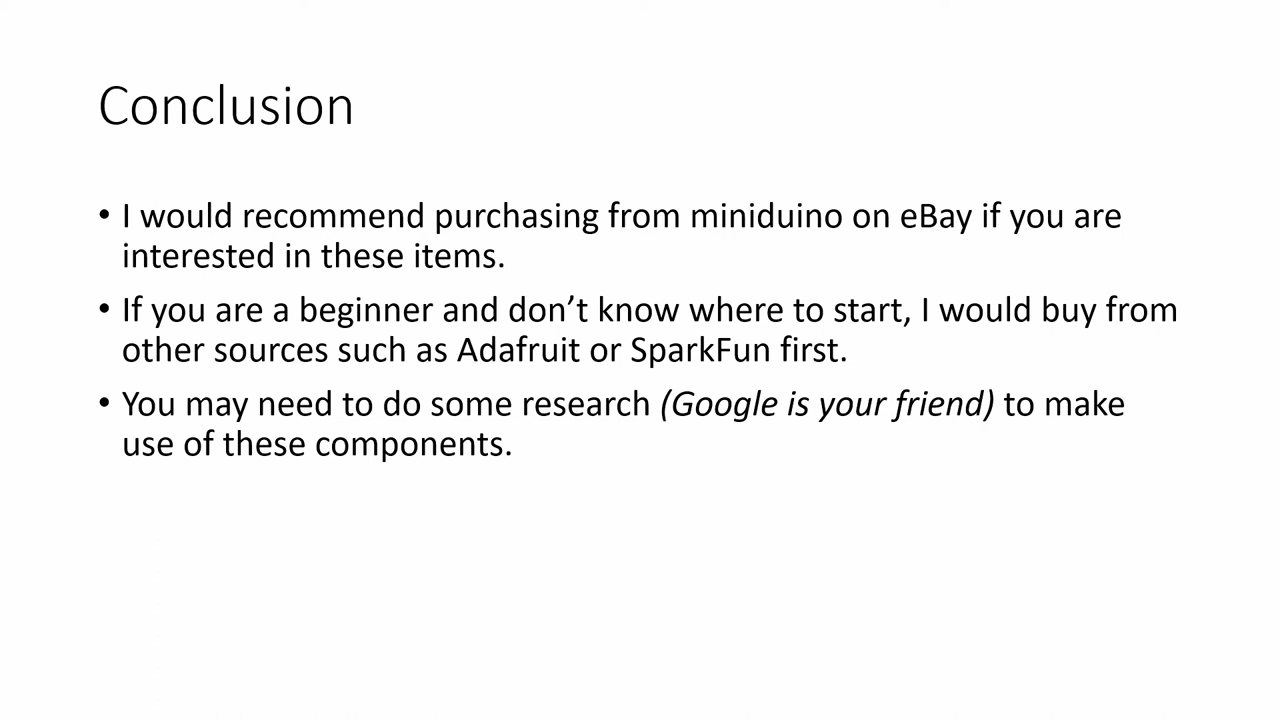 Conclusion
• I would recommend purchasing from miniduino on eBay if you are
interested in these items.
• If you are a beginner and don’t know where to start, I would buy from
other sources such as Adafruit or SparkFun first.
• You may need to do some research (Google is your friend) to make
use of these components.